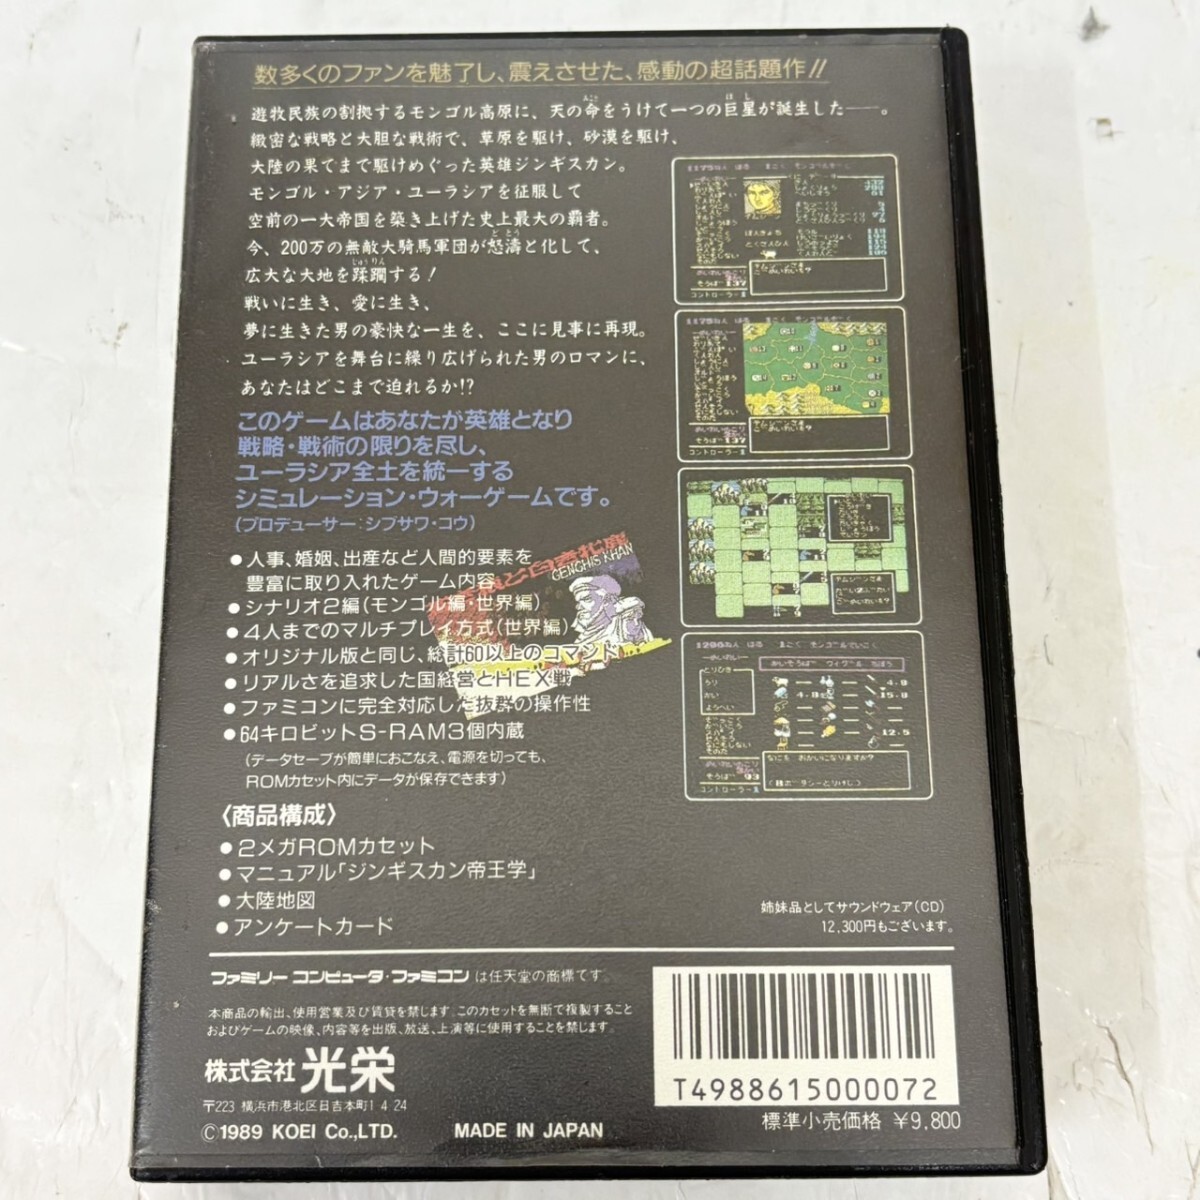 数多くのファンを魅了し、震えさせた、感動の超話題作!!
遊牧民族の割拠するモンゴル高原に、天の命をうけて一つの巨星が誕生した──。
緻密な戦略と大胆な戦術で、草原を駆け、砂漠を駆け、
大陸の果てまで駆けめぐった英雄ジンギスカン。
モンゴル・アジア・ユーラシアを征服して
空前の一大帝国を築き上げた史上最大の覇者。
今、200万の無敵大騎馬軍団が怒濤と化して、
広大な大地を蹂躙する!
戦いに生き、愛に生き、
夢に生きた男の豪快な一生を、ここに見事に再現。
ユーラシアを舞台に繰り広げられた男のロマンに、
あなたはどこまで迫れるか!?
このゲームはあなたが英雄となり
戦略・戦術の限りを尽し、
ユーラシア全土を統一する
シミュレーション・ウォーゲームです。
(プロデューサー:シブサワ・コウ)
●人事、婚姻、出産など人間的要素を
豊富に取り入れたゲーム内容
●シナリオ2編(モンゴル編・世界編)
●4人までのマルチプレイ方式(世界編)
●オリジナル版と同じ、総計60以上のコマンド
●リアルさを追求した国経営とHEX戦
●ファミコンに完全対応した抜群の操作性
●64キロビットS-RAM3個内蔵
(データセーブが簡単におこなえ、電源を切っても、
ROMカセット内にデータが保存できます)
GENGHIS KHAN
〈商品構成〉
●2メガROMカセット
●マニュアル「ジンギスカン帝王学」
●大陸地図
●アンケートカード
姉妹品としてサウンドウェア(CD)
12,300円もございます。
ファミリーコンピュータ・ファミコンは任天堂の商標です。
本商品の輸出、使用営業及び賃貸を禁じます。このカセットを無断で複製すること
およびゲームの映像、内容等を出版、放送、上演等に使用することを禁じます。
株式会社 光栄
〒223 横浜市港北区日吉本町1 4 24
©1989 KOEI Co.,LTD. MADE IN JAPAN
T4988615000072
標準小売価格 ¥9,800